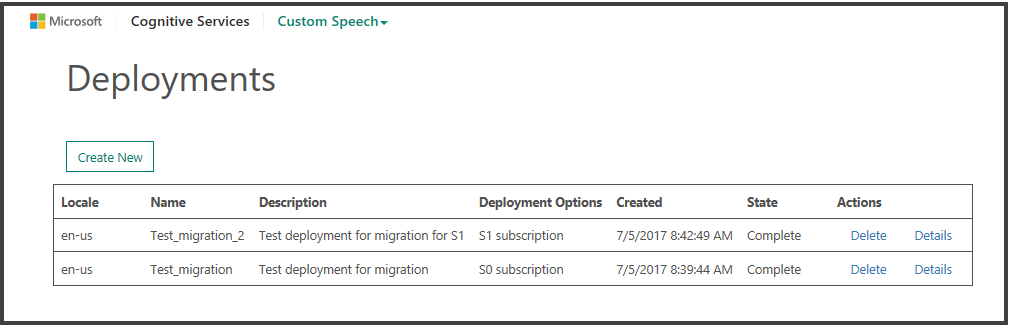 Microsoft Cognitive Services Custom Speech
Deployments
Create New
Locale Name Description Deployment Options Created State Actions
en-us Test_migration_2 Test deployment for migration for S1 S1 subscription 7/5/2017 8:42:49 AM Complete Delete Details
en-us Test_migration Test deployment for migration S0 subscription 7/5/2017 8:39:44 AM Complete Delete Details